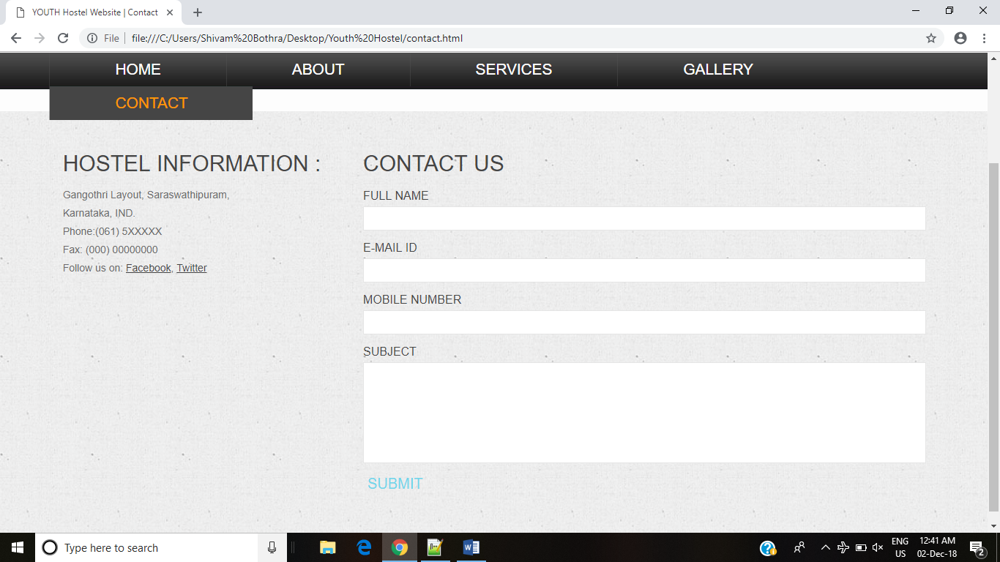 YOUTH Hostel Website | Contact
File file:///C:/Users/Shivam%20Bothra/Desktop/Youth%20Hostel/contact.html
HOME ABOUT SERVICES GALLERY
CONTACT
HOSTEL INFORMATION :
Gangothri Layout, Saraswathipuram,
Karnataka, IND.
Phone:(061) 5XXXXX
Fax: (000) 00000000
Follow us on: Facebook, Twitter
CONTACT US
FULL NAME
E-MAIL ID
MOBILE NUMBER
SUBJECT
SUBMIT
Type here to search
ENG
US
12:41 AM
02-Dec-18
2